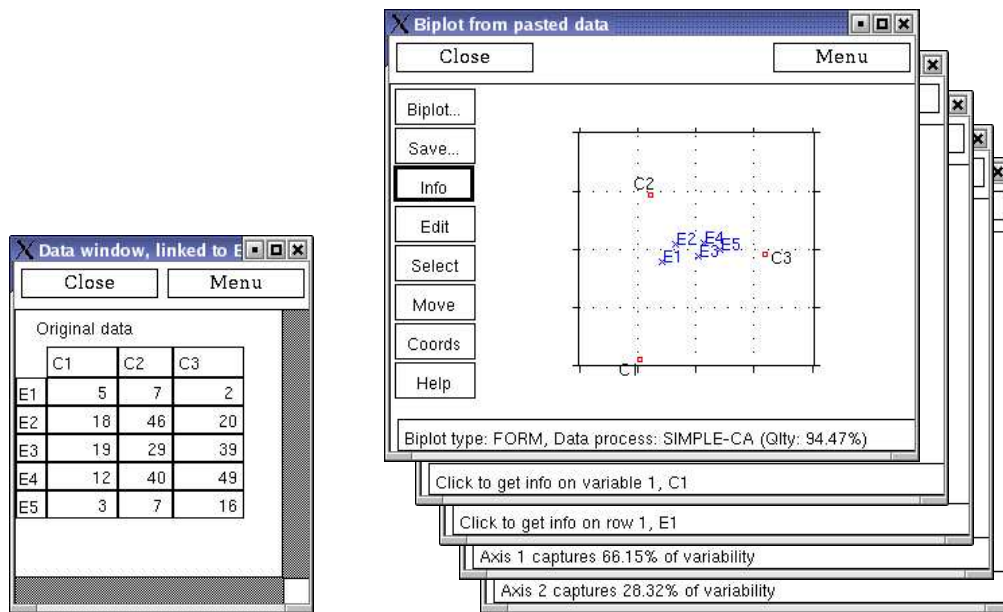 Data window, linked to E
Close Menu
Original data
C1 C2 C3
E1 5 7 2
E2 18 46 20
E3 19 29 39
E4 12 40 49
E5 3 7 16
Biplot from pasted data
Close Menu
Biplot...
Save...
Info
Edit
Select
Move
Coords
Help
C2
E2 E4
E1 E3 E5
C3
C1
Biplot type: FORM, Data process: SIMPLE-CA (Qlty: 94.47%)
Click to get info on variable 1, C1
Click to get info on row 1, E1
Axis 1 captures 66.15% of variability
Axis 2 captures 28.32% of variability